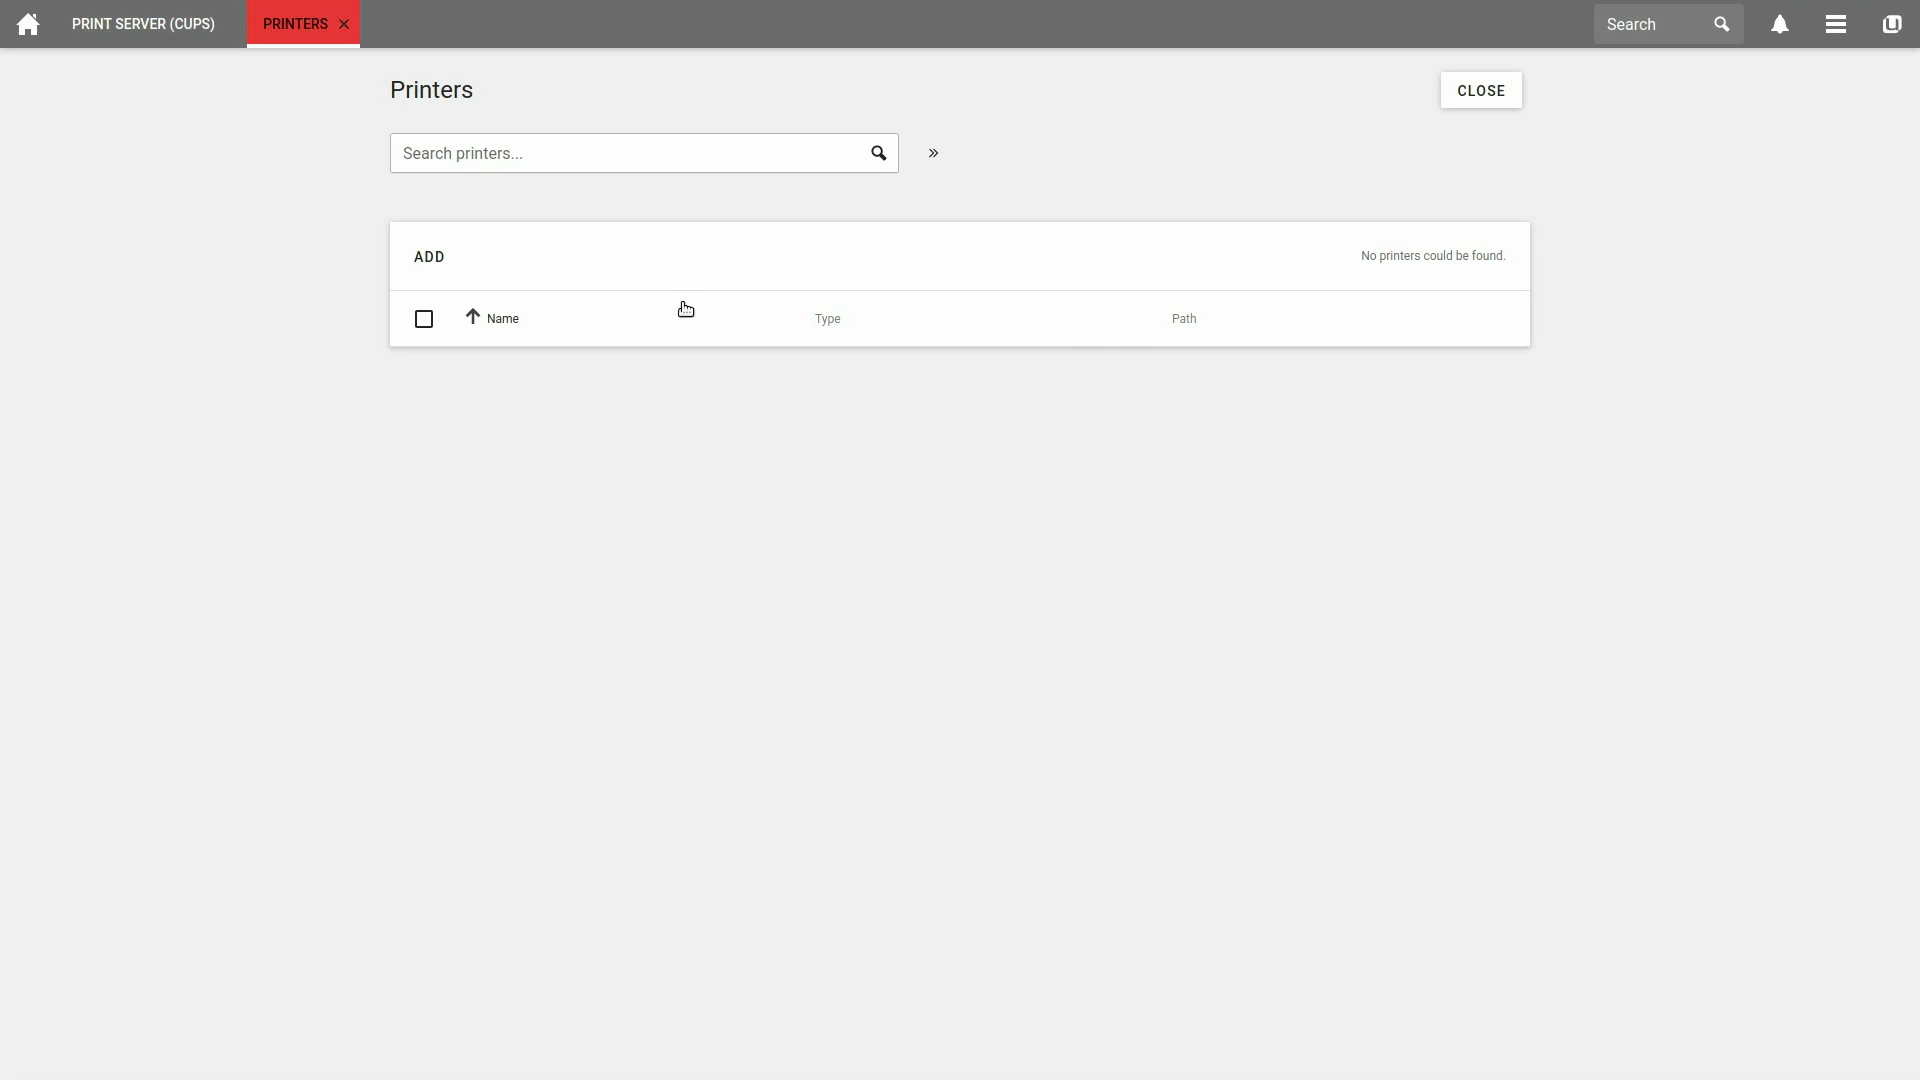 PRINT SERVER (CUPS)
PRINTERS
Search
Printers
CLOSE
Search printers...
ADD
No printers could be found.
Name
Type
Path